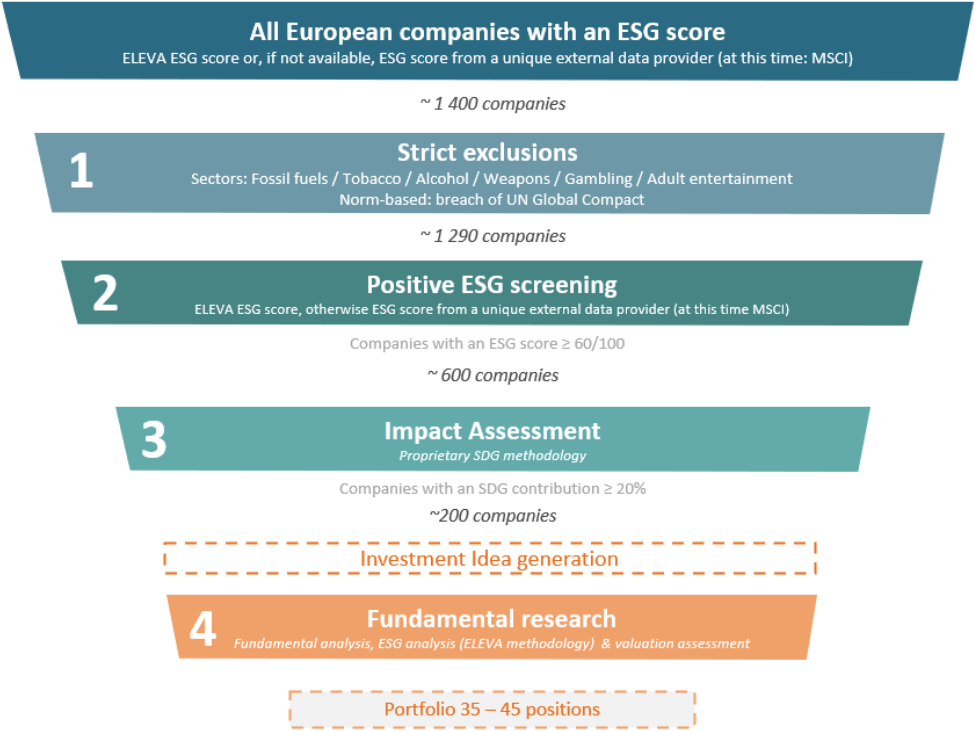 All European companies with an ESG score
ELEVA ESG score or, if not available, ESG score from a unique external data provider (at this time: MSCI)
~ 1 400 companies
1
Strict exclusions
Sectors: Fossil fuels / Tobacco / Alcohol / Weapons / Gambling / Adult entertainment
Norm-based: breach of UN Global Compact
~ 1 290 companies
2
Positive ESG screening
ELEVA ESG score, otherwise ESG score from a unique external data provider (at this time MSCI)
Companies with an ESG score ≥ 60/100
~ 600 companies
3
Impact Assessment
Proprietary SDG methodology
Companies with an SDG contribution ≥ 20%
~200 companies
Investment Idea generation
4
Fundamental research
Fundamental analysis, ESG analysis (ELEVA methodology) & valuation assessment
Portfolio 35 – 45 positions